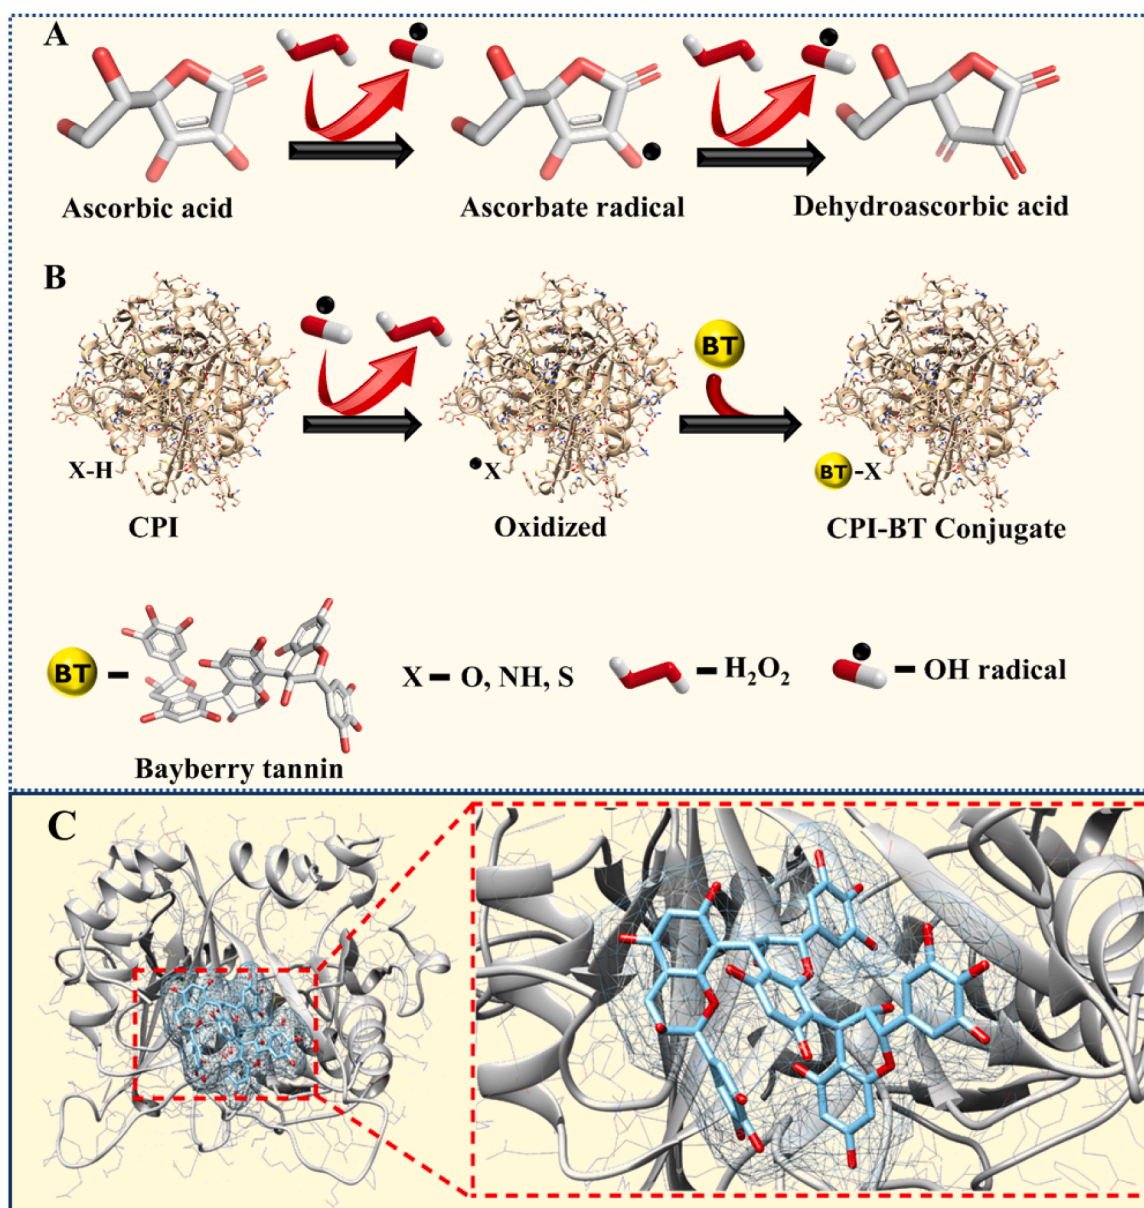 A
Ascorbic acid
Ascorbate radical
Dehydroascorbic acid
B
BT
X-H
X
BT -X
CPI
Oxidized
CPI-BT Conjugate
BT
X – O, NH, S
– H₂O₂
– OH radical
Bayberry tannin
C